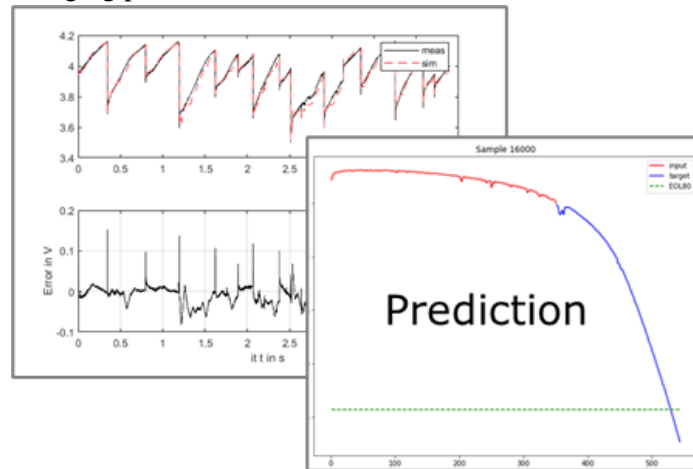 4.2
4
3.8
3.6
3.4
meas
sim
0 0.5 1 1.5 2 2.5
0.2
0.1
0
-0.1
Error in V
0 0.5 1 1.5 2 2.5
it t in s
Sample 16000
input
target
EOL80
Prediction
0 100 200 300 400 500